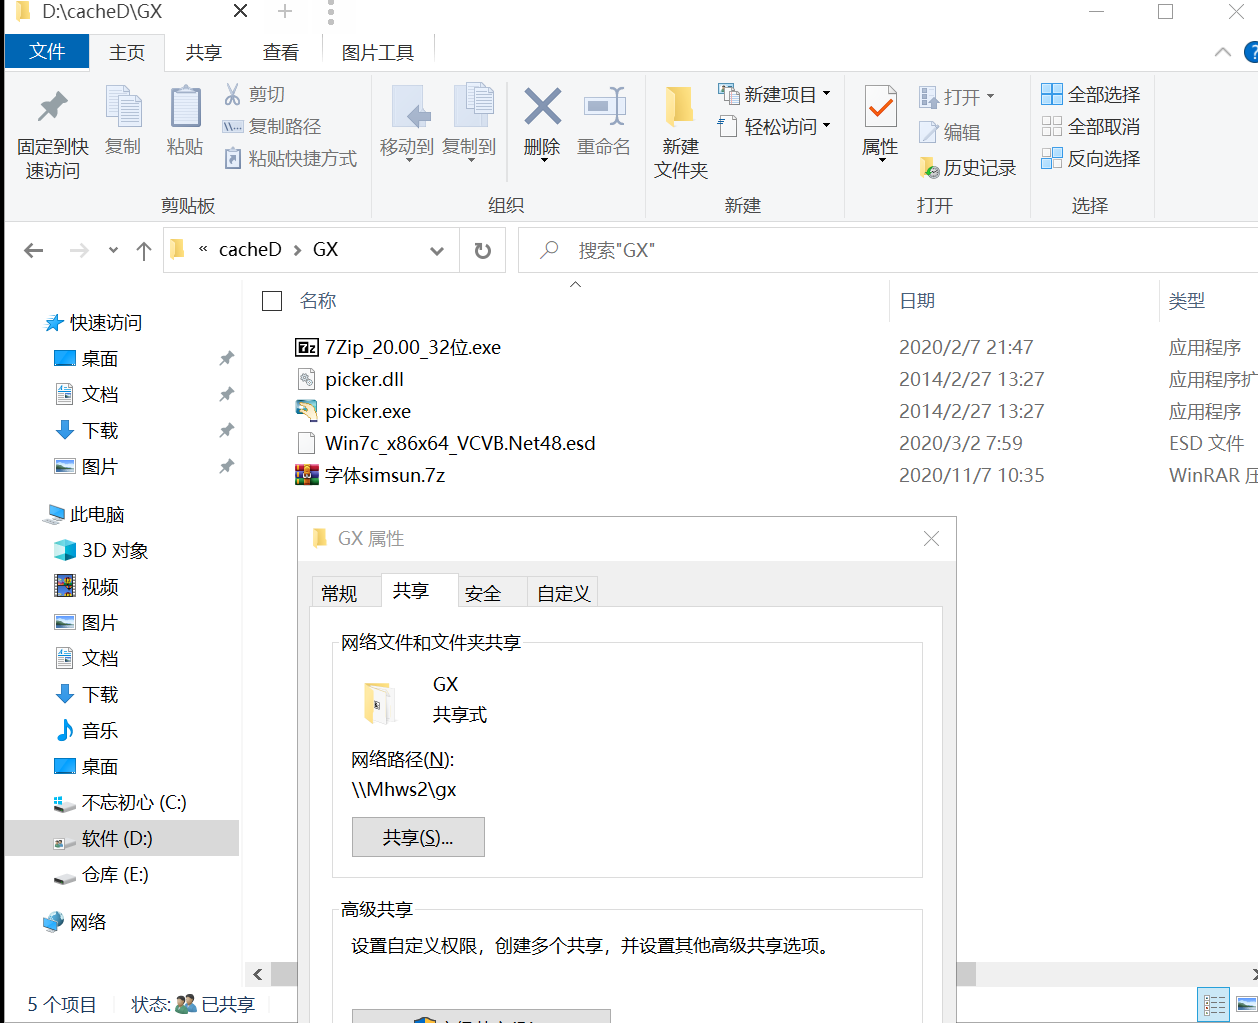 D:\cacheD\GX
文件 主页 共享 查看 图片工具
固定到快速访问
复制
粘贴
剪切
复制路径
粘贴快捷方式
剪贴板
移动到
复制到
删除
重命名
组织
新建文件夹
新建项目
轻松访问
新建
属性
打开
编辑
历史记录
打开
全部选择
全部取消
反向选择
选择
« cacheD › GX
搜索"GX"
快速访问
桌面
文档
下载
图片
此电脑
3D 对象
视频
图片
文档
下载
音乐
桌面
不忘初心 (C:)
软件 (D:)
仓库 (E:)
网络
名称 日期 类型
7Zip_20.00_32位.exe 2020/2/7 21:47 应用程序
picker.dll 2014/2/27 13:27 应用程序扩
picker.exe 2014/2/27 13:27 应用程序
Win7c_x86x64_VCVB.Net48.esd 2020/3/2 7:59 ESD 文件
字体simsun.7z 2020/11/7 10:35 WinRAR 压
GX 属性
常规 共享 安全 自定义
网络文件和文件夹共享
GX
共享式
网络路径(N):
\\Mhws2\gx
共享(S)...
高级共享
设置自定义权限，创建多个共享，并设置其他高级共享选项。
5 个项目 状态: 已共享